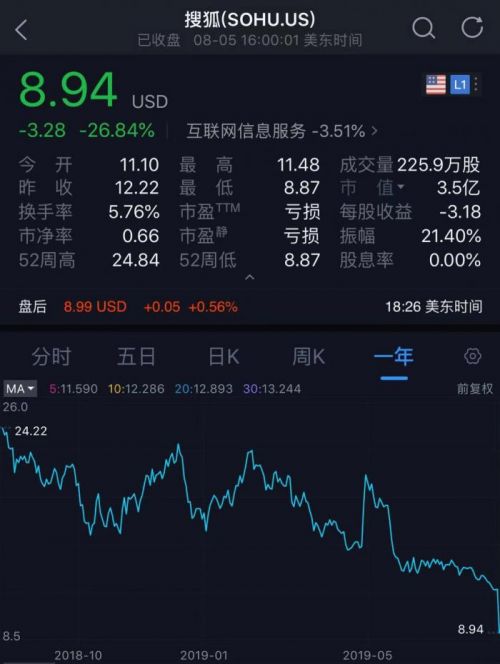 搜狐(SOHU.US)
已收盘 08-05 16:00:01 美东时间
8.94 USD L1
-3.28 -26.84% 互联网信息服务 -3.51%
今开 11.10 最高 11.48 成交量 225.9万股
昨收 12.22 最低 8.87 市值 3.5亿
换手率 5.76% 市盈TTM 亏损 每股收益 -3.18
市净率 0.66 市盈静 亏损 振幅 21.40%
52周高 24.84 52周低 8.87 股息率 0.00%
盘后 8.99 USD +0.05 +0.56% 18:26 美东时间
分时 五日 日K 周K 一年
MA 5:11.590 10:12.286 20:12.893 30:13.244 前复权
26.0
24.22
8.94
8.5
2018-10 2019-01 2019-05